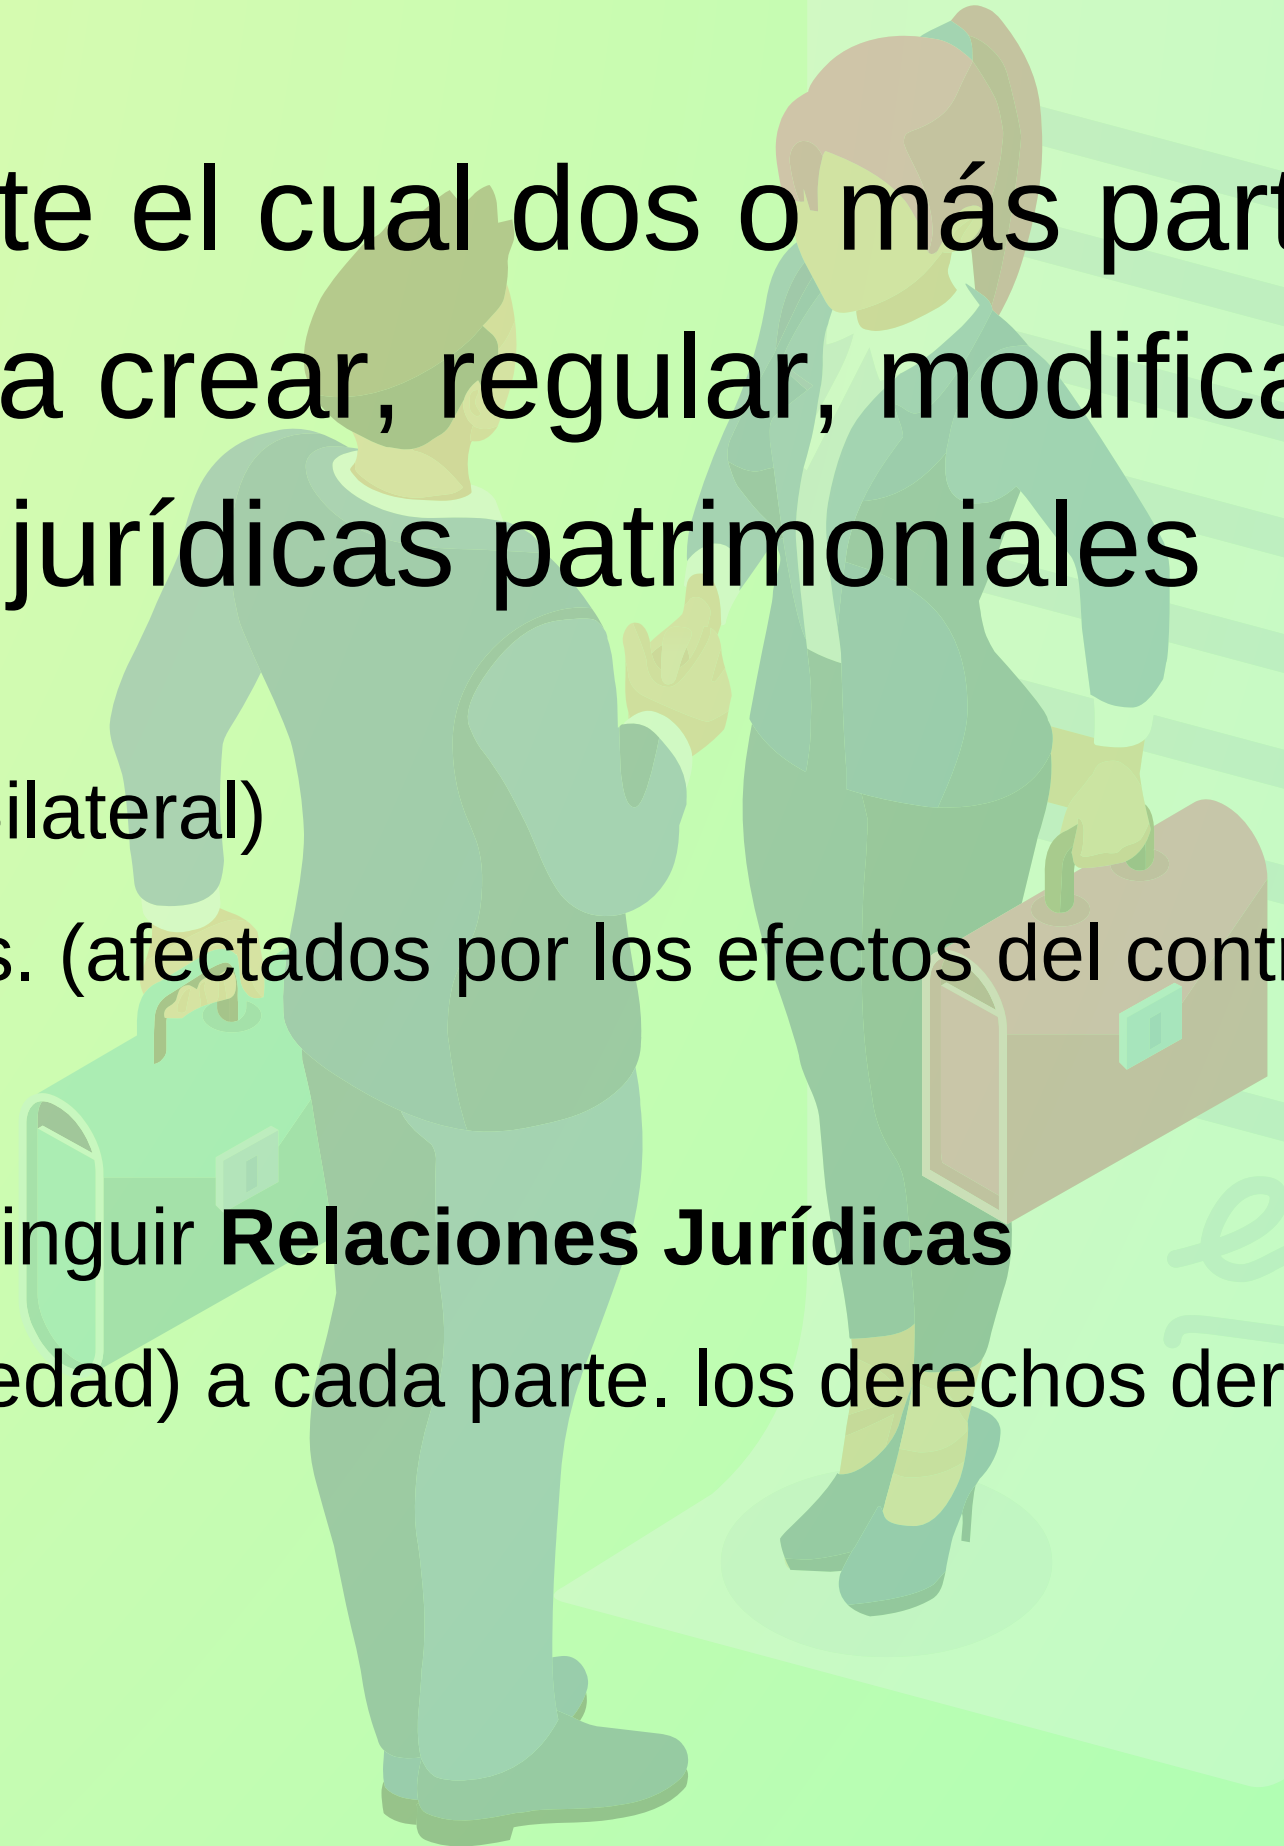 te el cual dos o más part
a crear, regular, modifica
jurídicas patrimoniales
ilateral)
s. (afectados por los efectos del contr
inguir Relaciones Jurídicas
edad) a cada parte. los derechos der